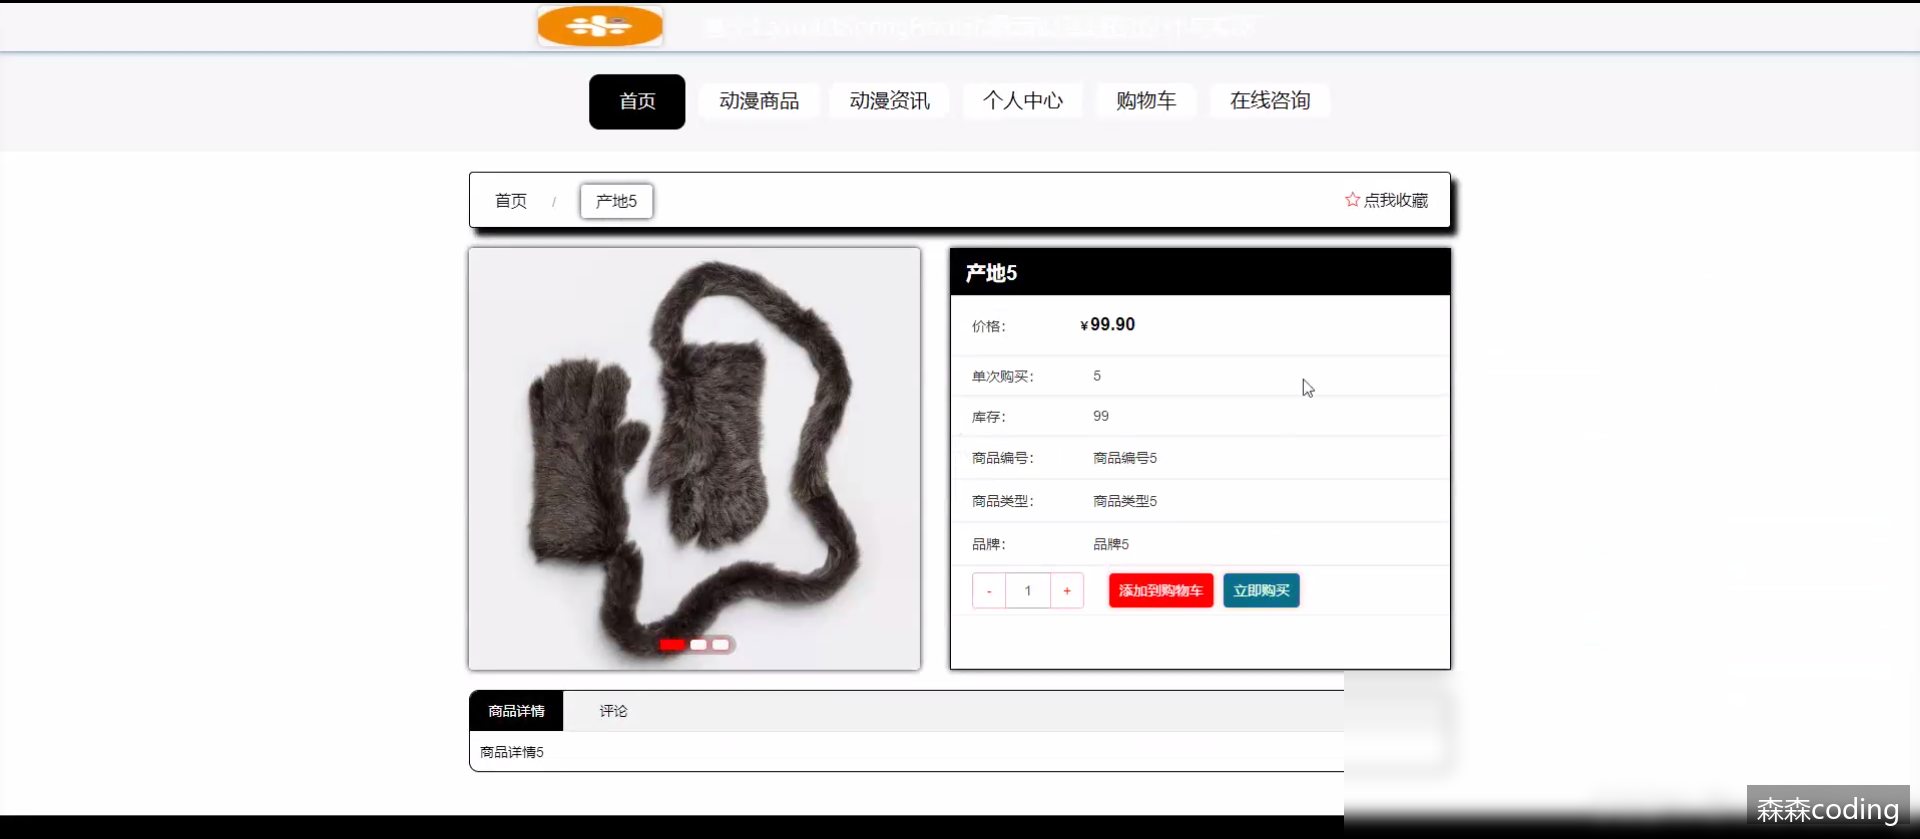 首页 动漫商品 动漫资讯 个人中心 购物车 在线咨询
首页 / 产地5 点我收藏
产地5
价格： ¥99.90
单次购买： 5
库存： 99
商品编号： 商品编号5
商品类型： 商品类型5
品牌： 品牌5
- 1 + 添加到购物车 立即购买
商品详情 评论
商品详情5
森森coding